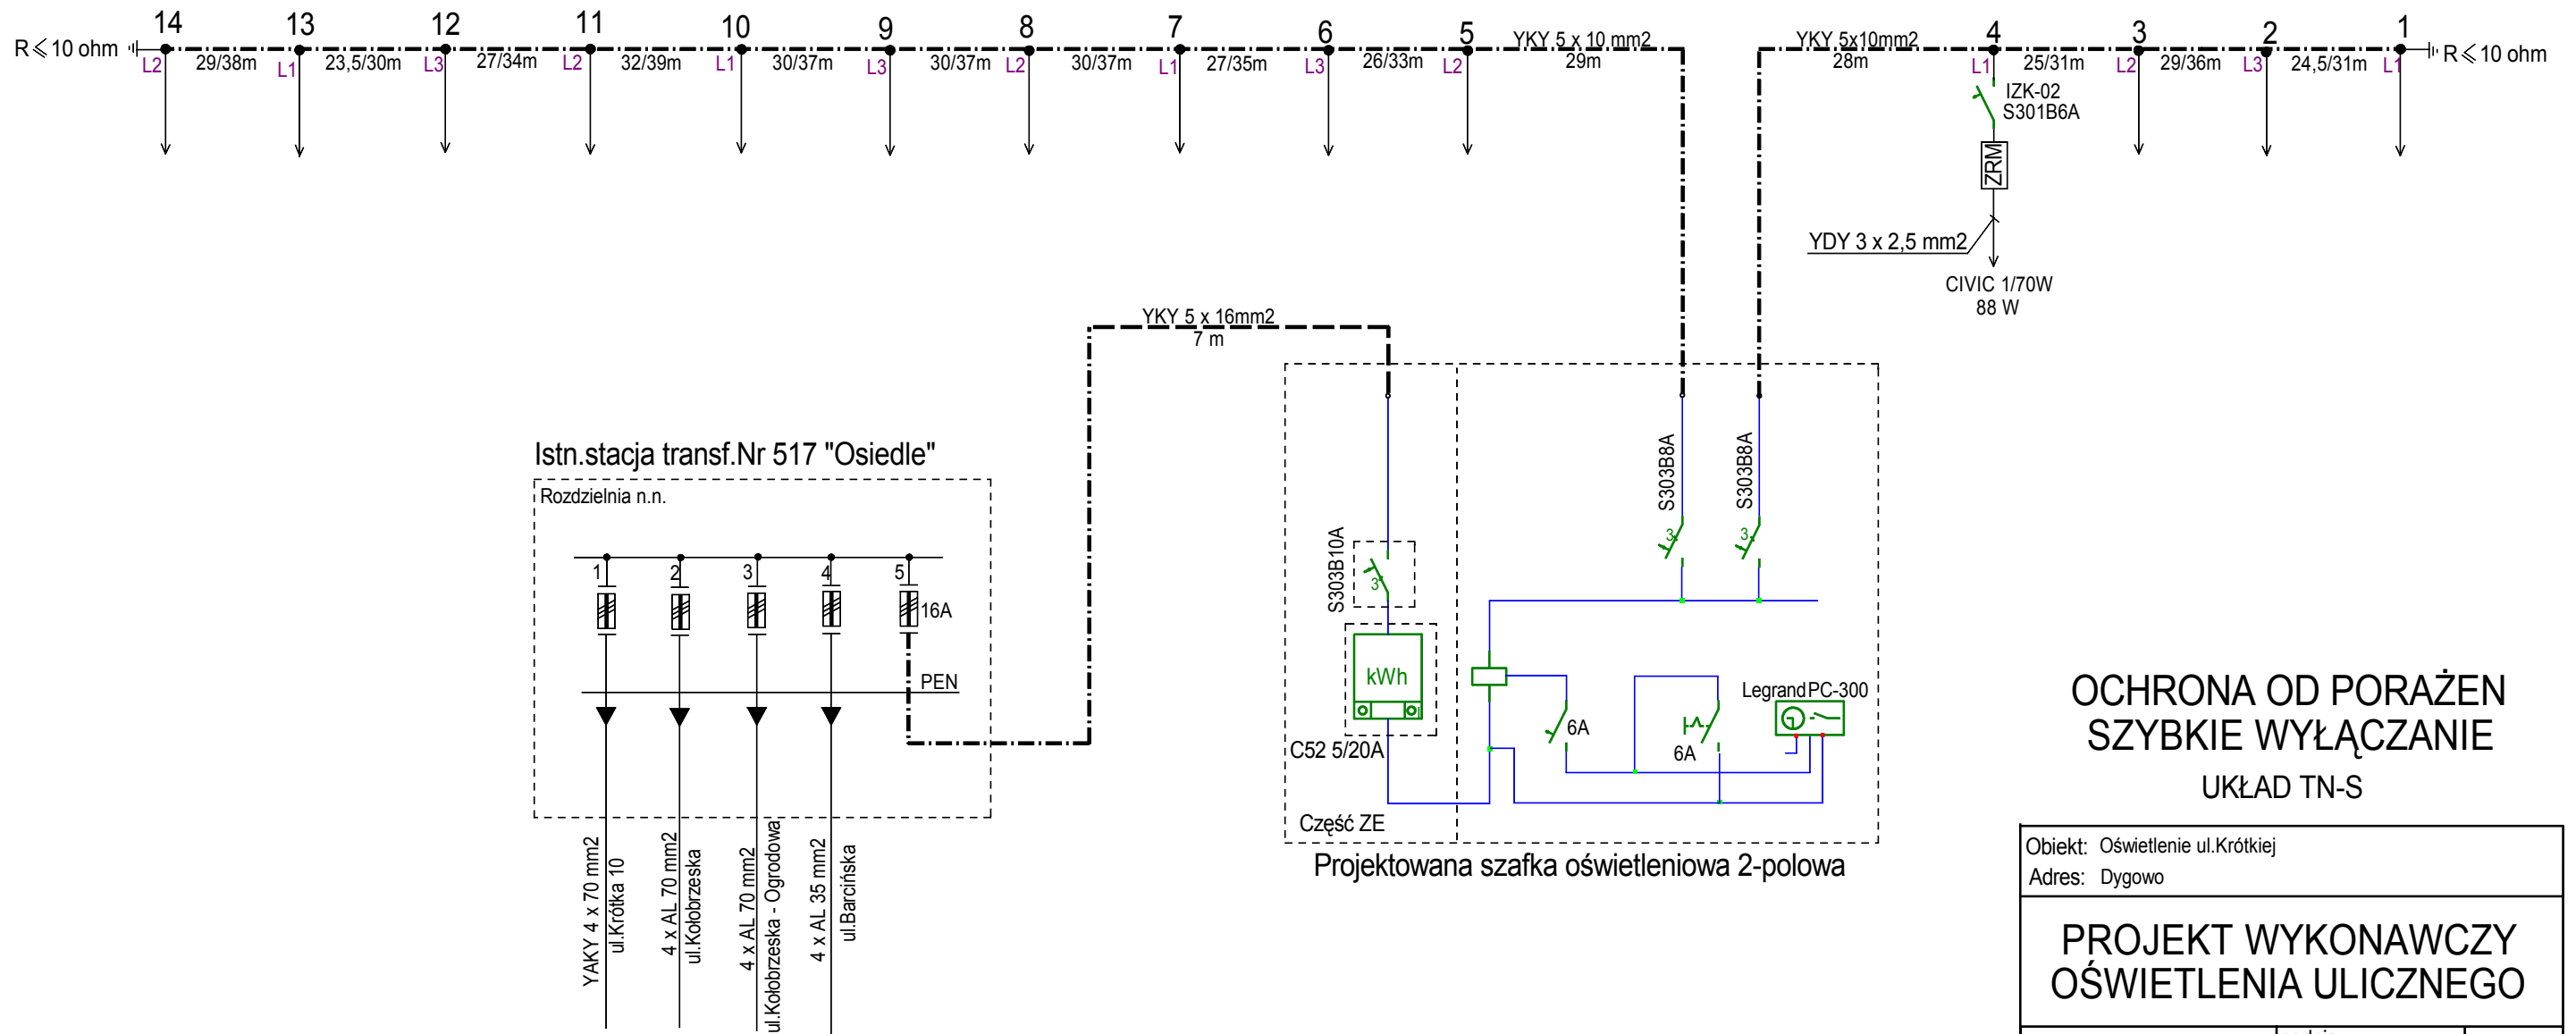 14 13 12 11 10 9 8 7 6 5 4 3 2 1
R ⩽ 10 ohm
L2 29/38m L1 23,5/30m L3 27/34m L2 32/39m L1 30/37m L3 30/37m L2 30/37m L1 27/35m L3 26/33m L2
YKY 5 x 10 mm2
29m
YKY 5x10mm2
28m
L1 25/31m L2 29/36m L3 24,5/31m L1
R ⩽ 10 ohm
IZK-02
S301B6A
ZRM
YDY 3 x 2,5 mm2
CIVIC 1/70W
88 W
YKY 5 x 16mm2
7 m
Istn.stacja transf.Nr 517 "Osiedle"
Rozdzielnia n.n.
1 2 3 4 5
16A
PEN
YAKY 4 x 70 mm2
ul.Krótka 10
4 x AL 70 mm2
ul.Kołobrzeska
4 x AL 70 mm2
ul.Kołobrzeska - Ogrodowa
4 x AL 35 mm2
ul.Barcińska
S303B10A
3
kWh
C52 5/20A
Część ZE
S303B8A
3
S303B8A
3
6A
6A
Legrand PC-300
Projektowana szafka oświetleniowa 2-polowa
OCHRONA OD PORAŻEN
SZYBKIE WYŁĄCZANIE
UKŁAD TN-S
Obiekt: Oświetlenie ul.Krótkiej
Adres: Dygowo
PROJEKT WYKONAWCZY
OŚWIETLENIA ULICZNEGO